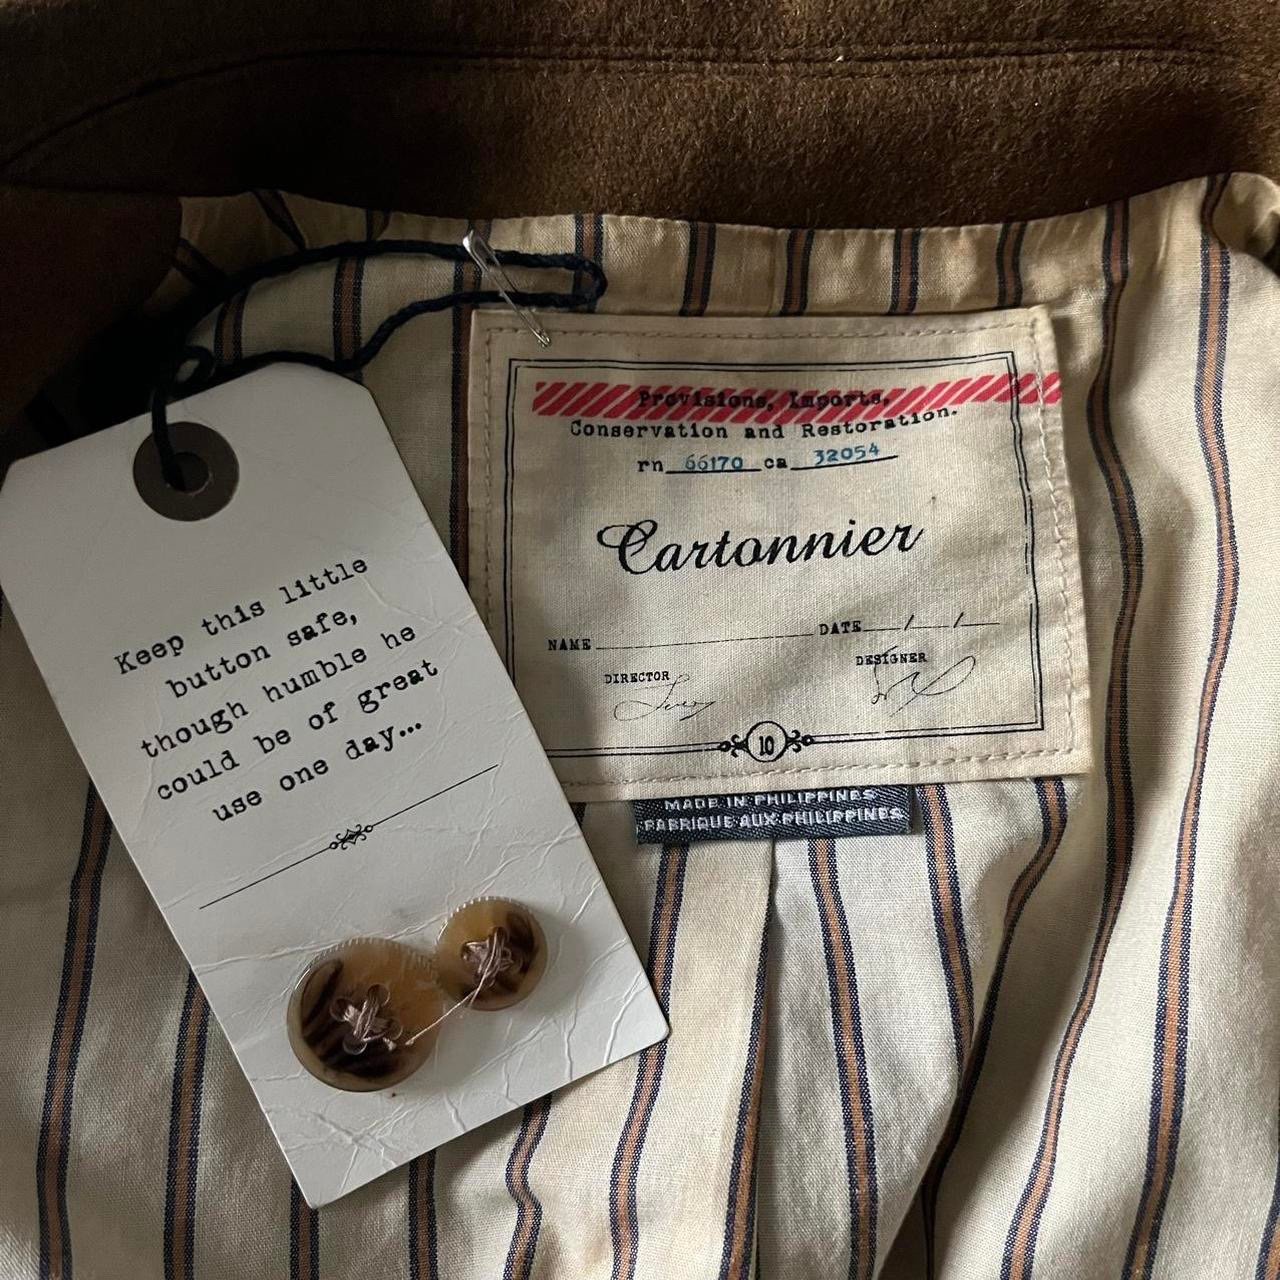 Keep this little
button safe,
though humble he
could be of great
use one day...
Provisions, Imports,
Conservation and Restoration.
rn 66170 ca 32054
Cartonnier
NAME DATE / /
DIRECTOR DESIGNER
10
MADE IN PHILIPPINES
FABRIQUE AUX PHILIPPINES